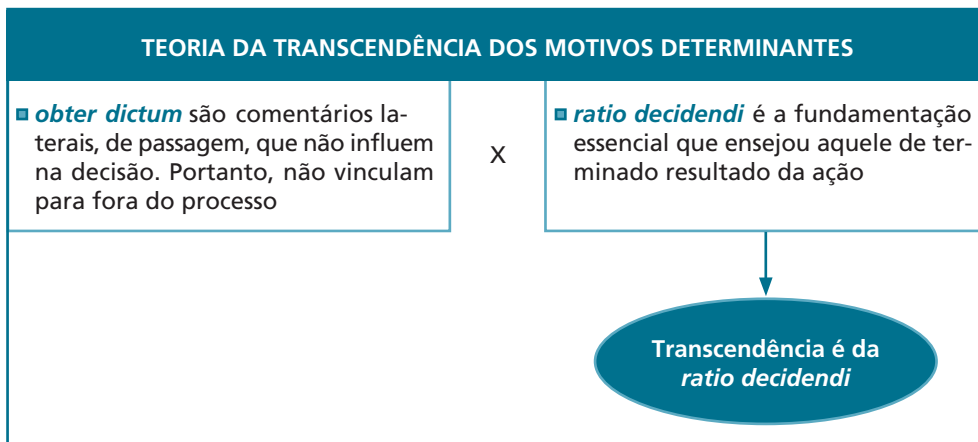 TEORIA DA TRANSCENDÊNCIA DOS MOTIVOS DETERMINANTES
obter dictum são comentários la-
terais, de passagem, que não influem
na decisão. Portanto, não vinculam
para fora do processo
X
ratio decidendi é a fundamentação
essencial que ensejou aquele de ter-
minado resultado da ação
Transcendência é da
ratio decidendi